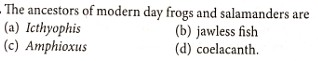 . The ancestors of modern day frogs and salamanders are
(a) Icthyophis (b) jawless fish
(c) Amphioxus (d) coelacanth.